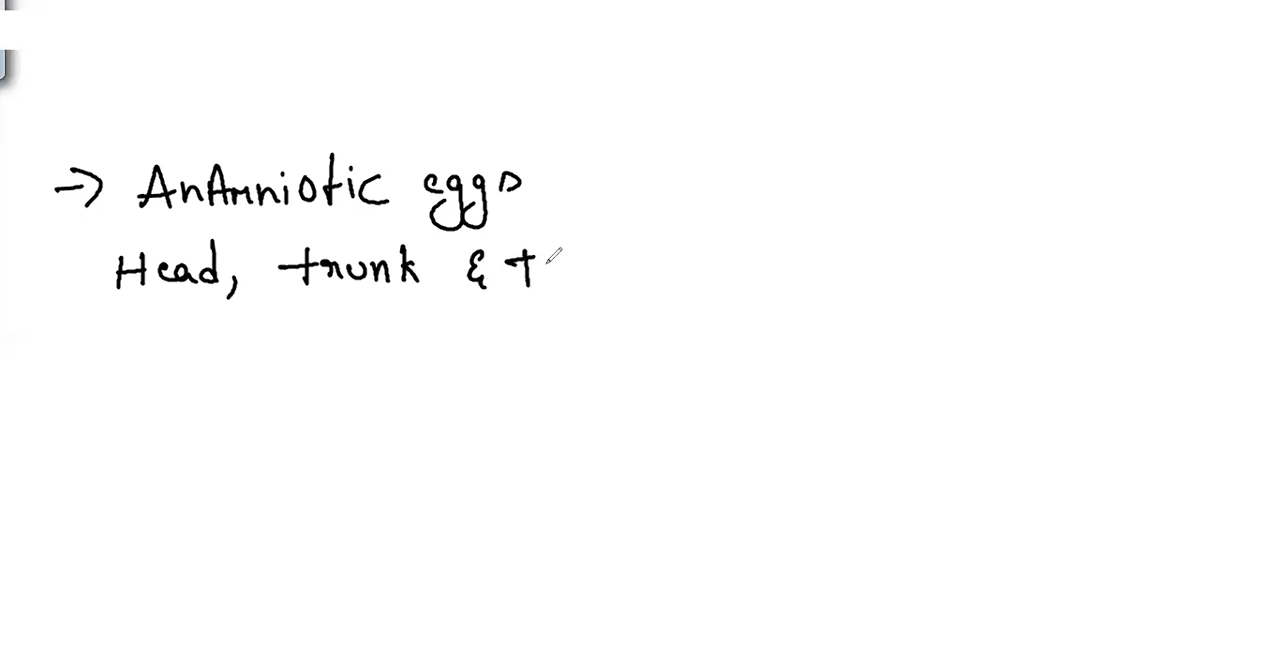 → AnAmniotic eggs
Head, trunk & t